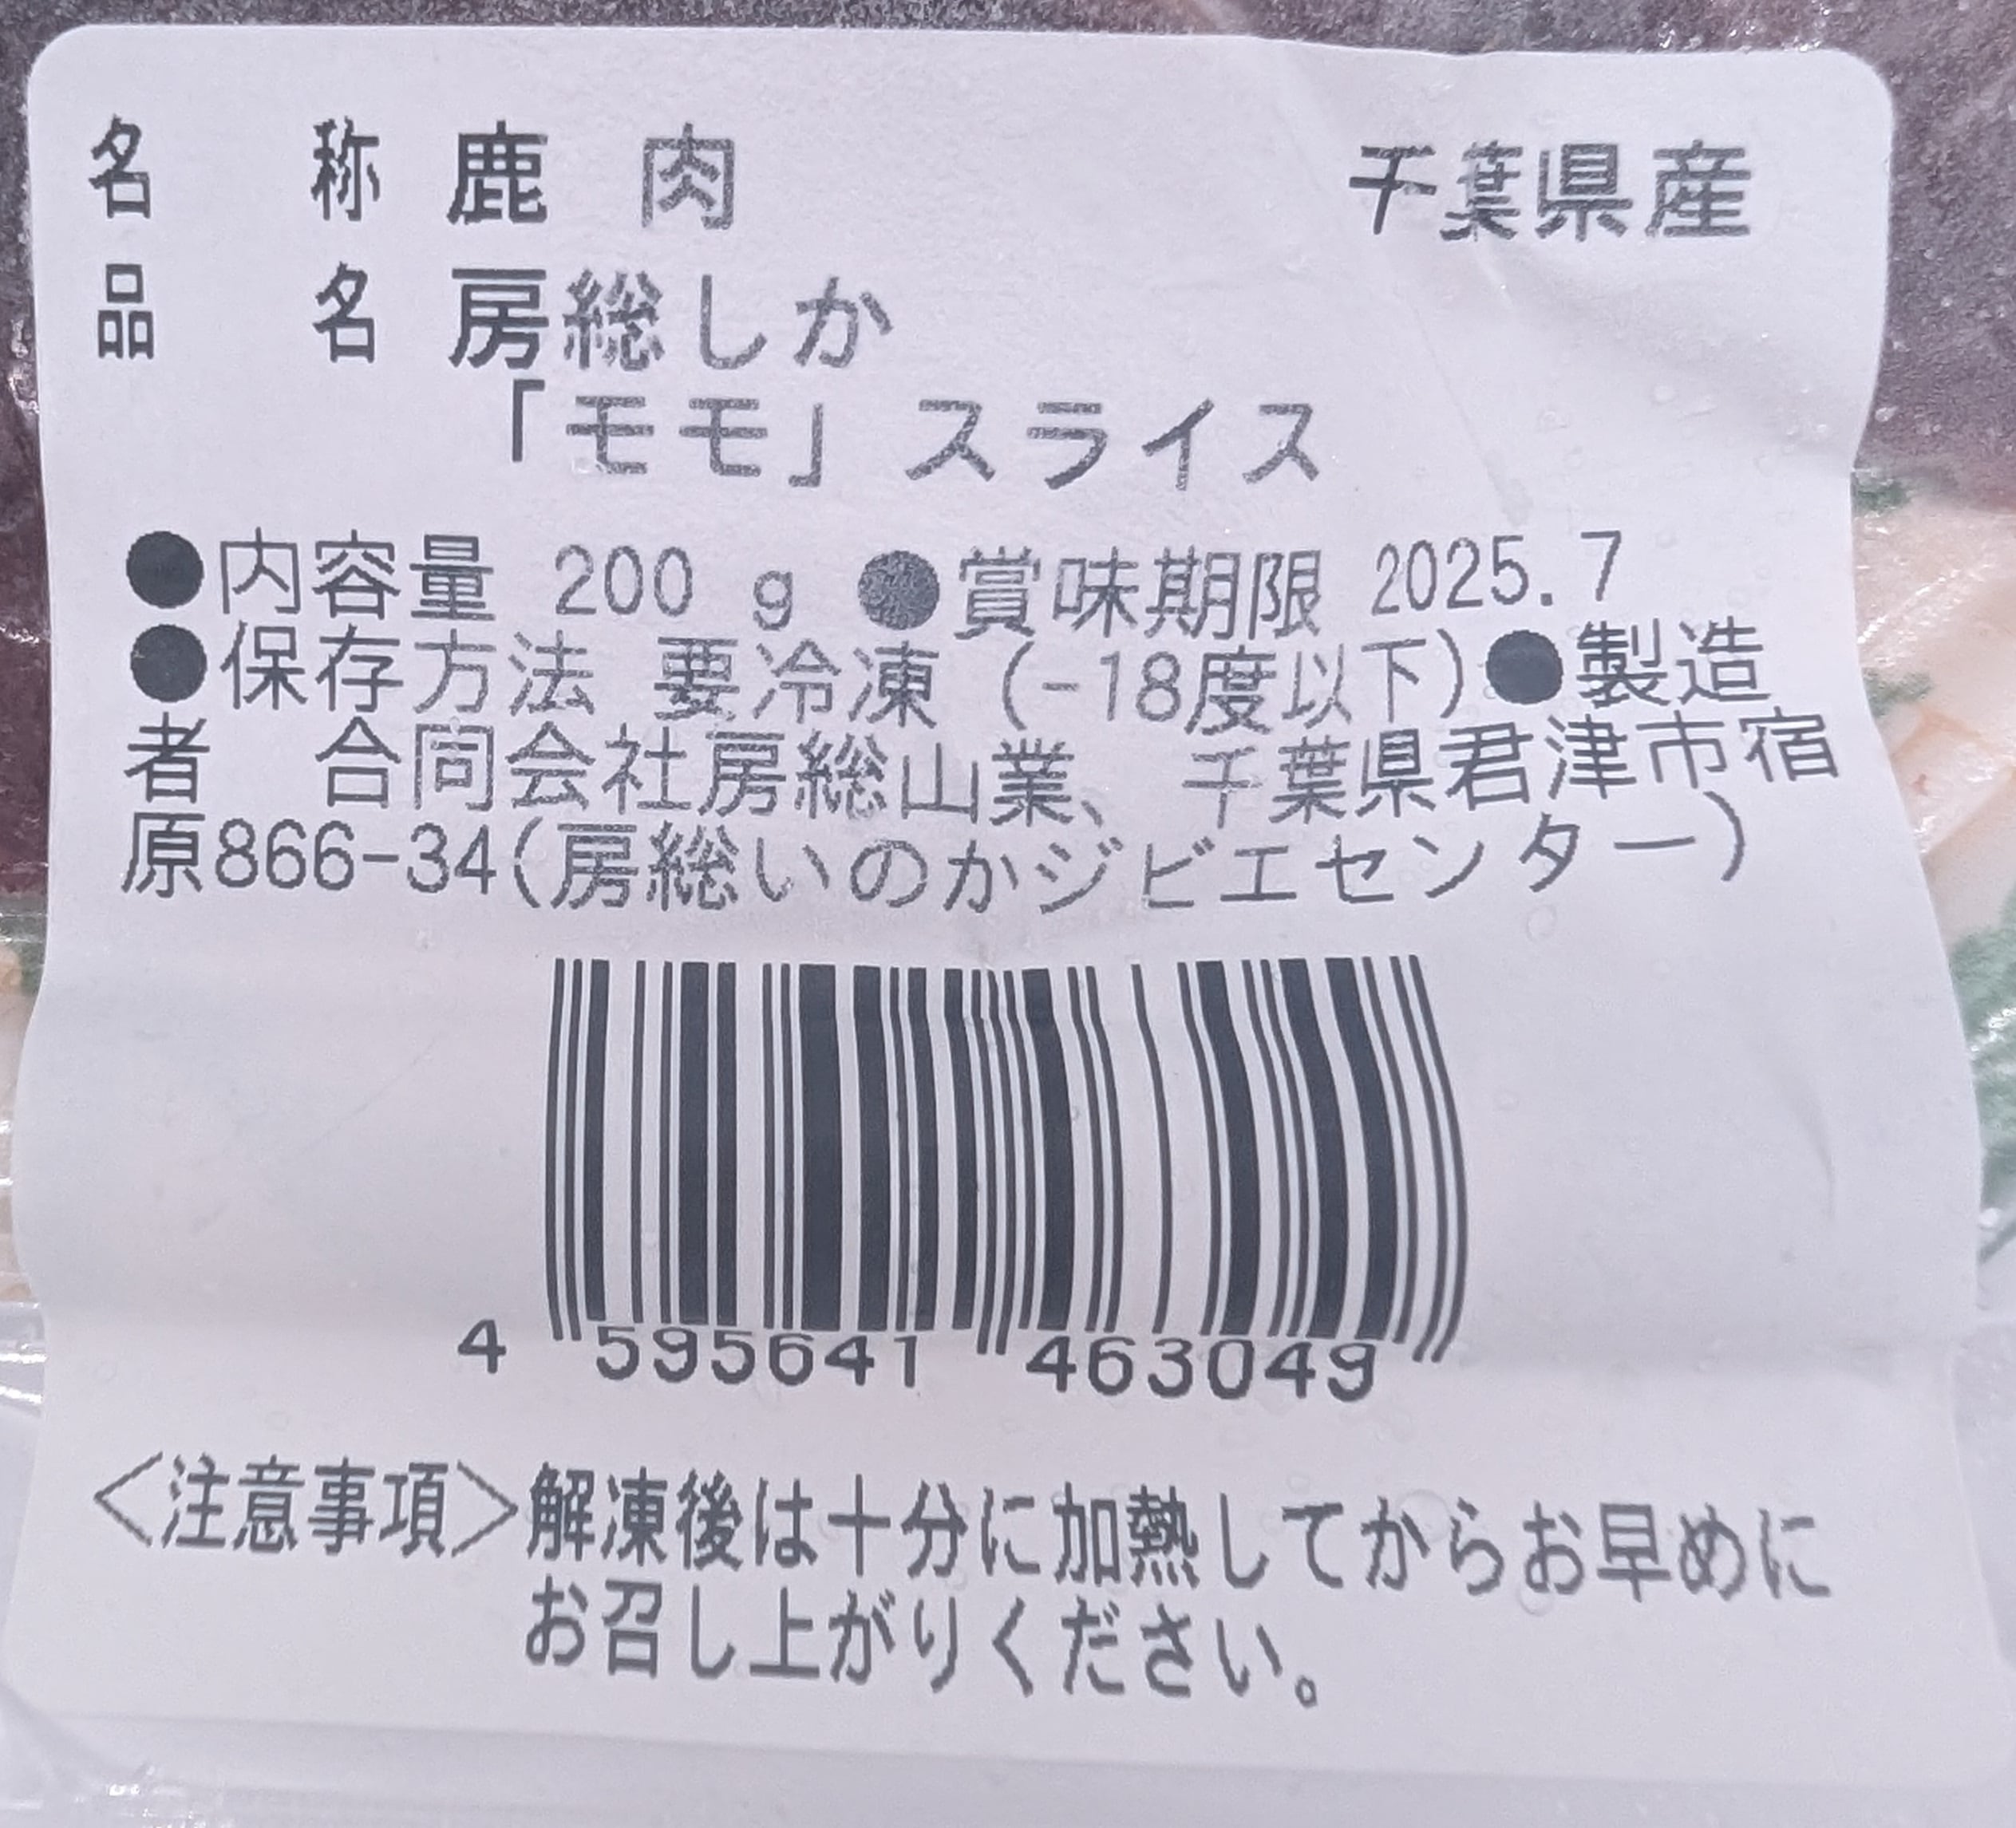 名　称 鹿 肉　千葉県産
品　名 房総しか
「モモ」スライス
●内容量 200 g ●賞味期限 2025.7
●保存方法 要冷凍 (-18度以下)●製造
者　合同会社房総山業、千葉県君津市宿
原866-34(房総いのかジビエセンター)
4 595641 463049
＜注意事項＞解凍後は十分に加熱してからお早めに
お召し上がりください。